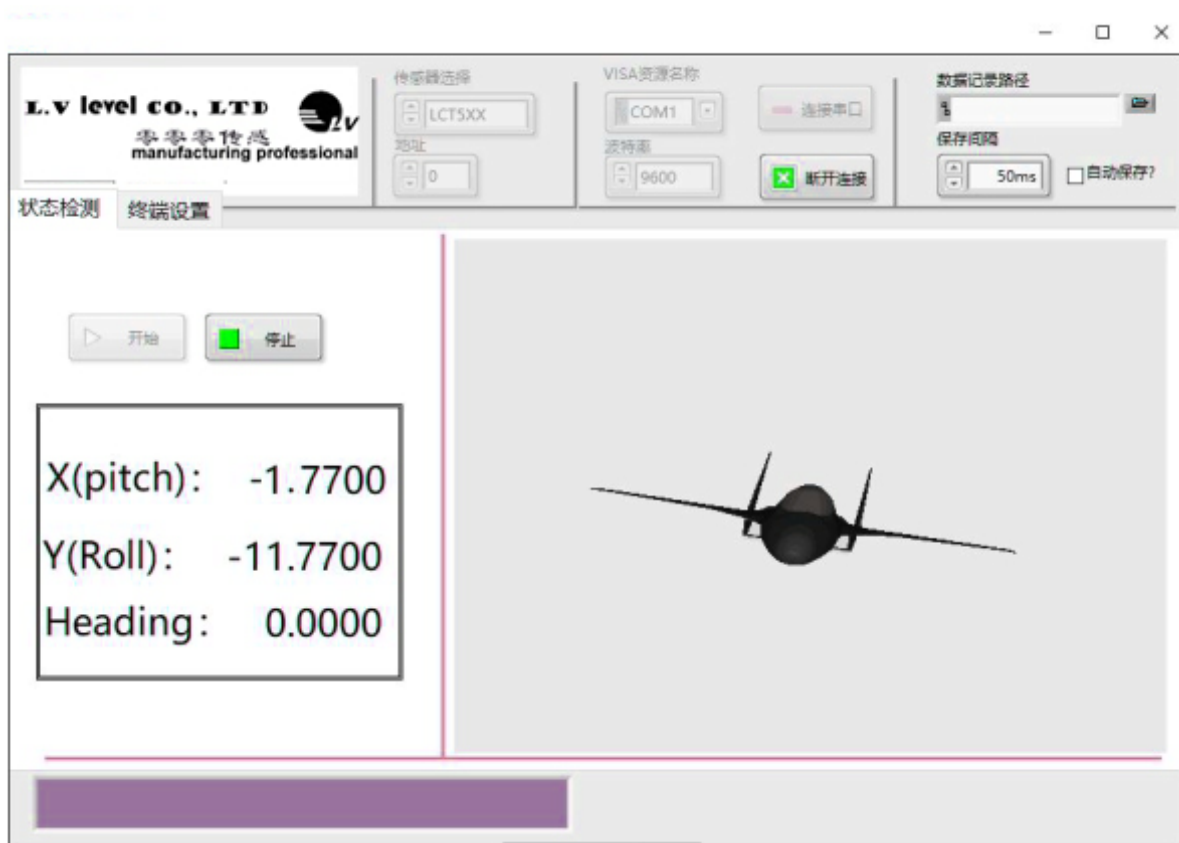 L.V level CO., LTD
LV
零零零传感
manufacturing professional
传感器选择
LCT5XX
地址
0
VISA资源名称
COM1
连接串口
波特率
9600
断开连接
数据记录路径
保存间隔
50ms
自动保存?
状态检测
终端设置
开始
停止
X(pitch): -1.7700
Y(Roll): -11.7700
Heading: 0.0000